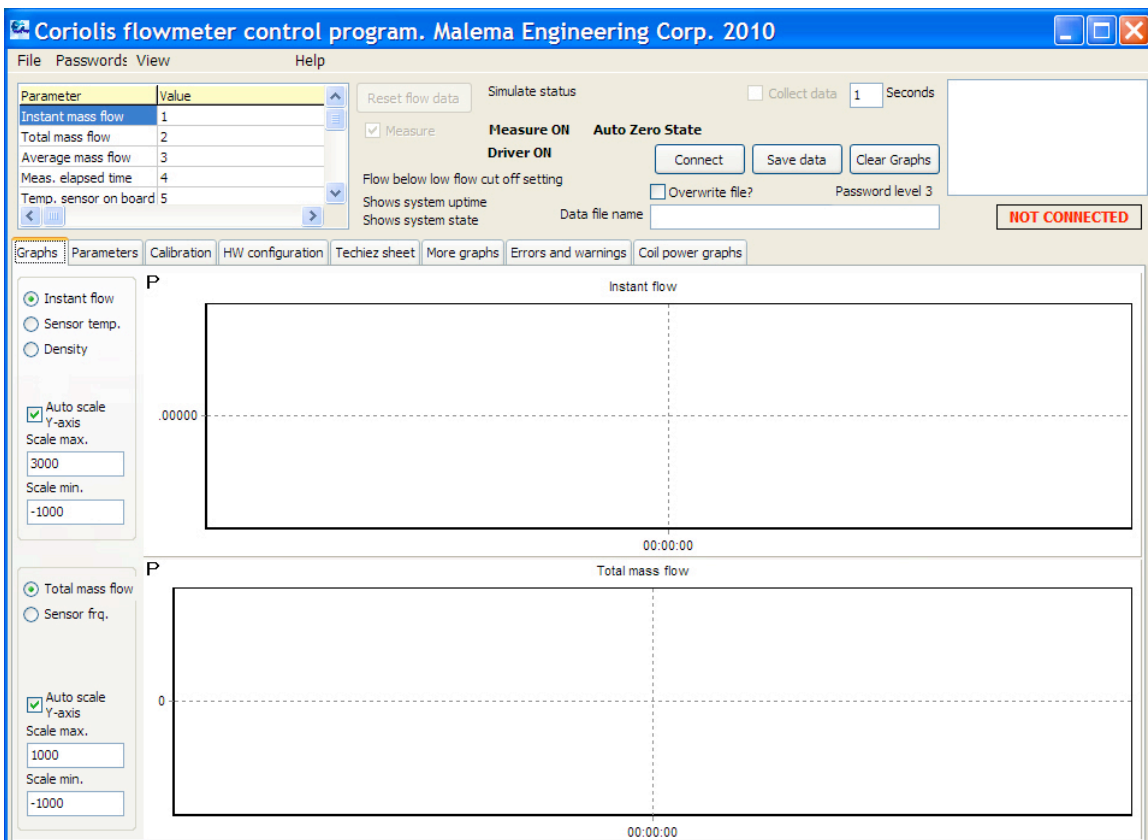 Coriolis flowmeter control program. Malema Engineering Corp. 2010
File Passwords View Help
Parameter Value
Instant mass flow 1
Total mass flow 2
Average mass flow 3
Meas. elapsed time 4
Temp. sensor on board 5
Reset flow data
Simulate status
Collect data 1 Seconds
Measure
Measure ON Auto Zero State
Driver ON
Connect Save data Clear Graphs
Flow below low flow cut off setting
Overwrite file? Password level 3
Shows system uptime
Shows system state
Data file name
NOT CONNECTED
Graphs Parameters Calibration HW configuration Techiez sheet More graphs Errors and warnings Coil power graphs
P
Instant flow
Instant flow
Sensor temp.
Density
Auto scale
Y-axis
Scale max.
3000
Scale min.
-1000
.00000
00:00:00
P
Total mass flow
Total mass flow
Sensor frq.
Auto scale
Y-axis
Scale max.
1000
Scale min.
-1000
0
00:00:00